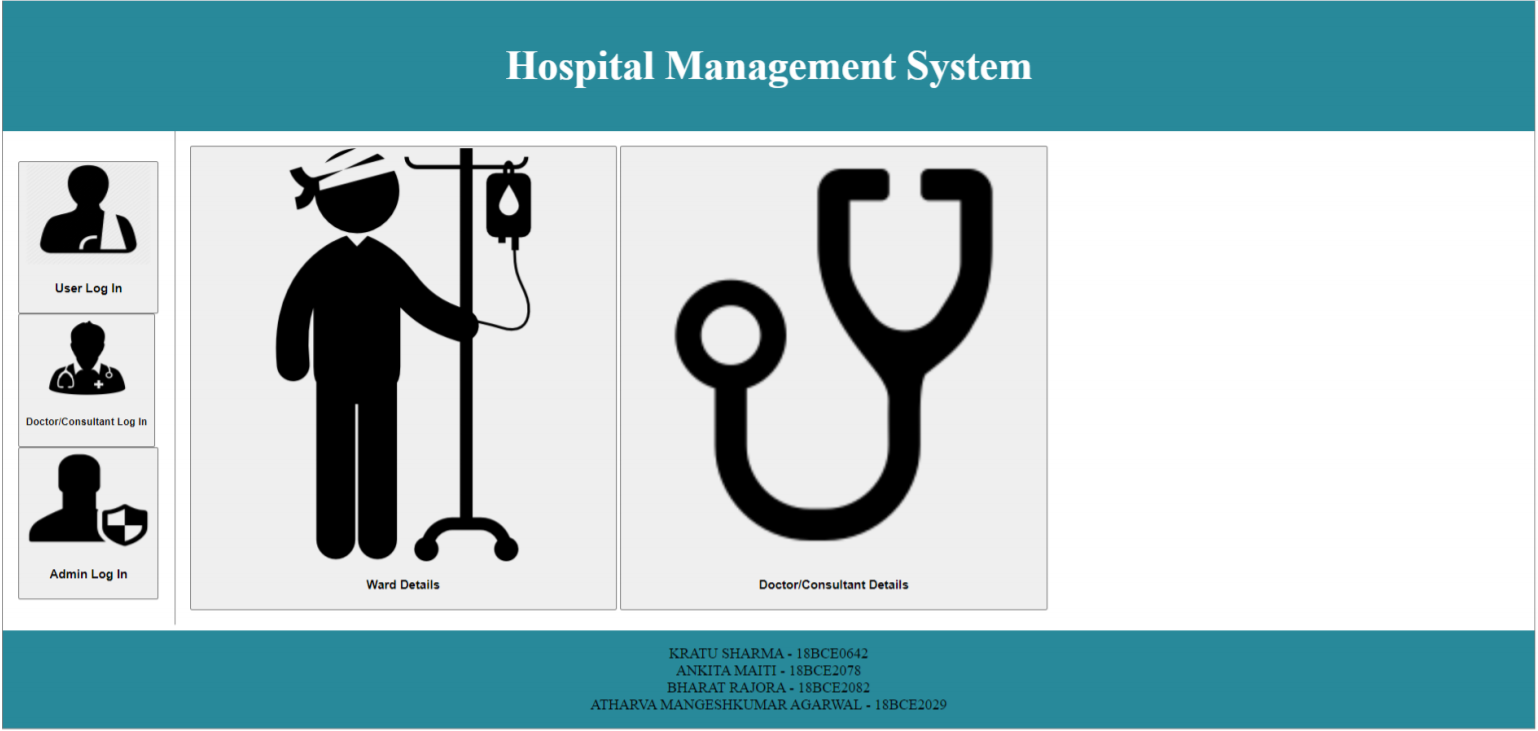 Hospital Management System
User Log In
Doctor/Consultant Log In
Admin Log In
Ward Details
Doctor/Consultant Details
KRATU SHARMA - 18BCE0642
ANKITA MAITI - 18BCE2078
BHARAT RAJORA - 18BCE2082
ATHARVA MANGESHKUMAR AGARWAL - 18BCE2029